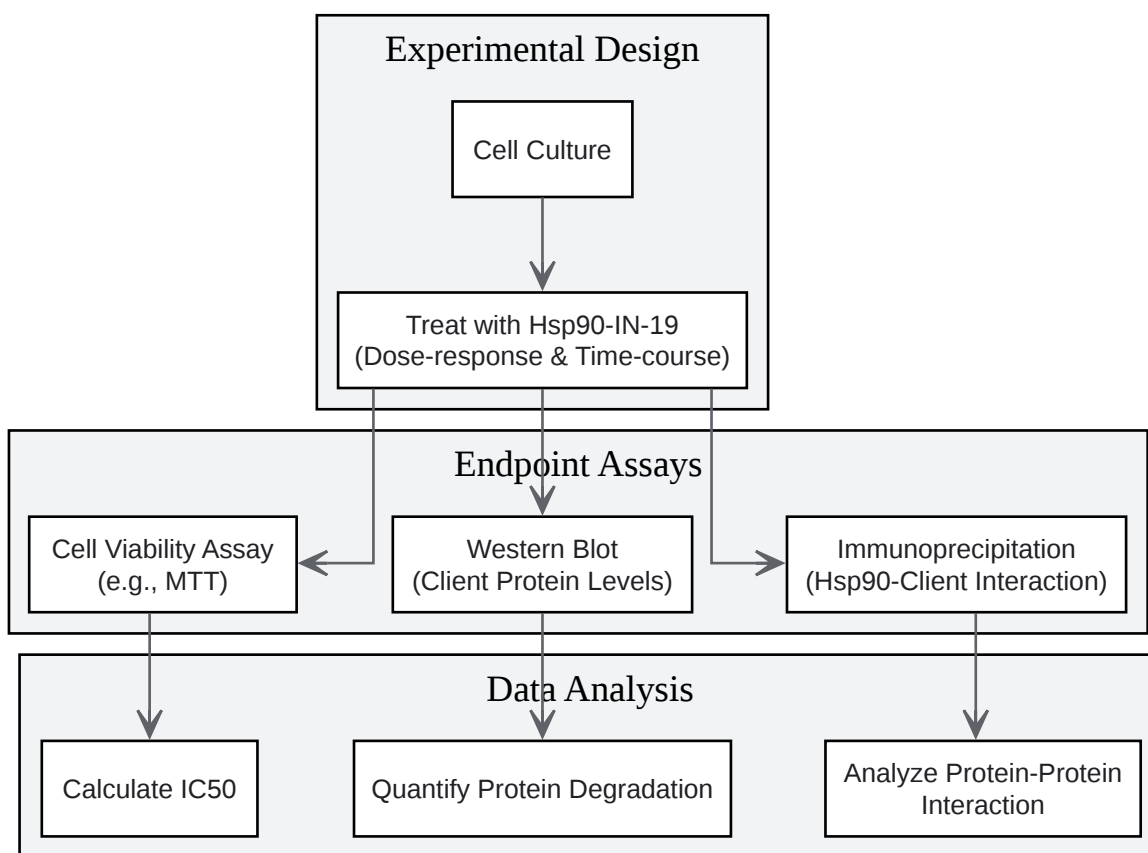 Experimental Design
Cell Culture
Treat with Hsp90-IN-19
(Dose-response & Time-course)
Endpoint Assays
Cell Viability Assay
(e.g., MTT)
Western Blot
(Client Protein Levels)
Immunoprecipitation
(Hsp90-Client Interaction)
Data Analysis
Calculate IC50
Quantify Protein Degradation
Analyze Protein-Protein
Interaction